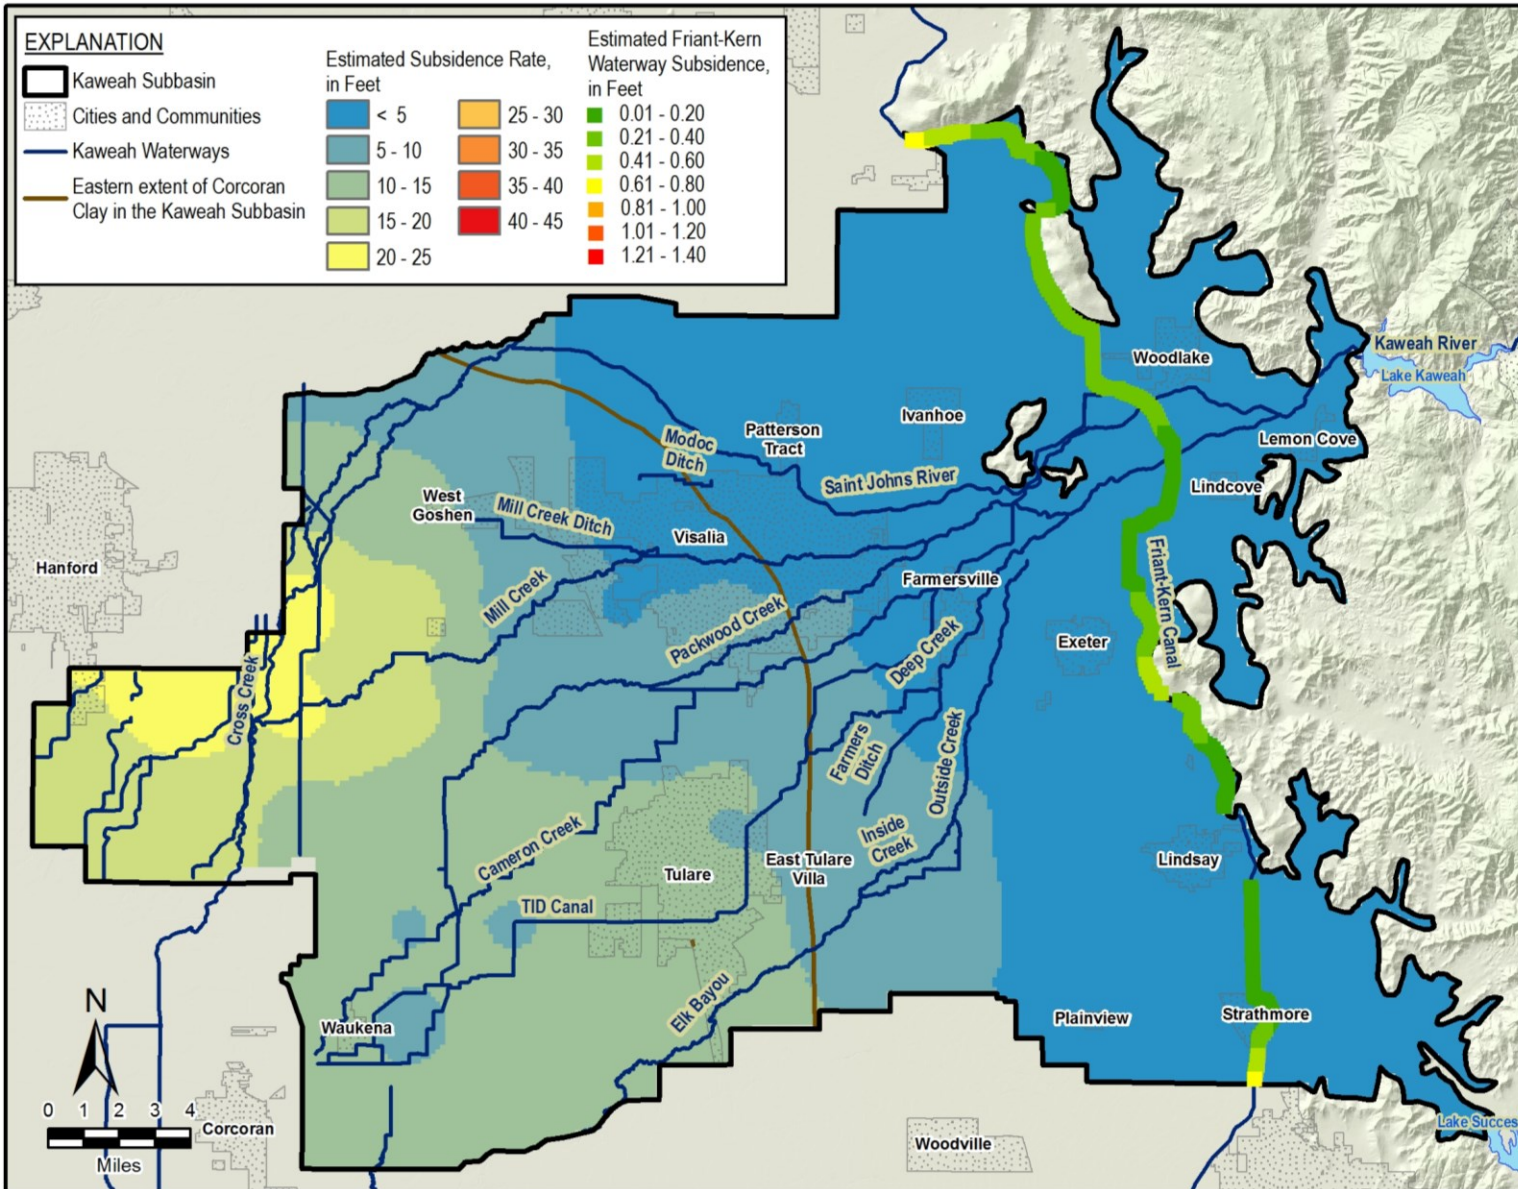 EXPLANATION
Kaweah Subbasin
Cities and Communities
Kaweah Waterways
Eastern extent of Corcoran
Clay in the Kaweah Subbasin
Estimated Subsidence Rate,
in Feet
< 5
5 - 10
10 - 15
15 - 20
20 - 25
25 - 30
30 - 35
35 - 40
40 - 45
Estimated Friant-Kern
Waterway Subsidence,
in Feet
0.01 - 0.20
0.21 - 0.40
0.41 - 0.60
0.61 - 0.80
0.81 - 1.00
1.01 - 1.20
1.21 - 1.40
Kaweah River
Lake Kaweah
Woodlake
Ivanhoe
Patterson
Tract
Modoc
Ditch
Lemon Cove
Saint Johns River
Lindcove
West
Goshen
Mill Creek Ditch
Visalia
Hanford
Friant-Kern Canal
Farmersville
Mill Creek
Packwood Creek
Exeter
Deep Creek
Cross Creek
Farmers
Ditch
Outside Creek
Cameron Creek
Inside
Creek
East Tulare
Villa
Lindsay
Tulare
TID Canal
Elk Bayou
Waukena
Plainview
Strathmore
N
0 1 2 3 4
Miles
Corcoran
Woodville
Lake Succes